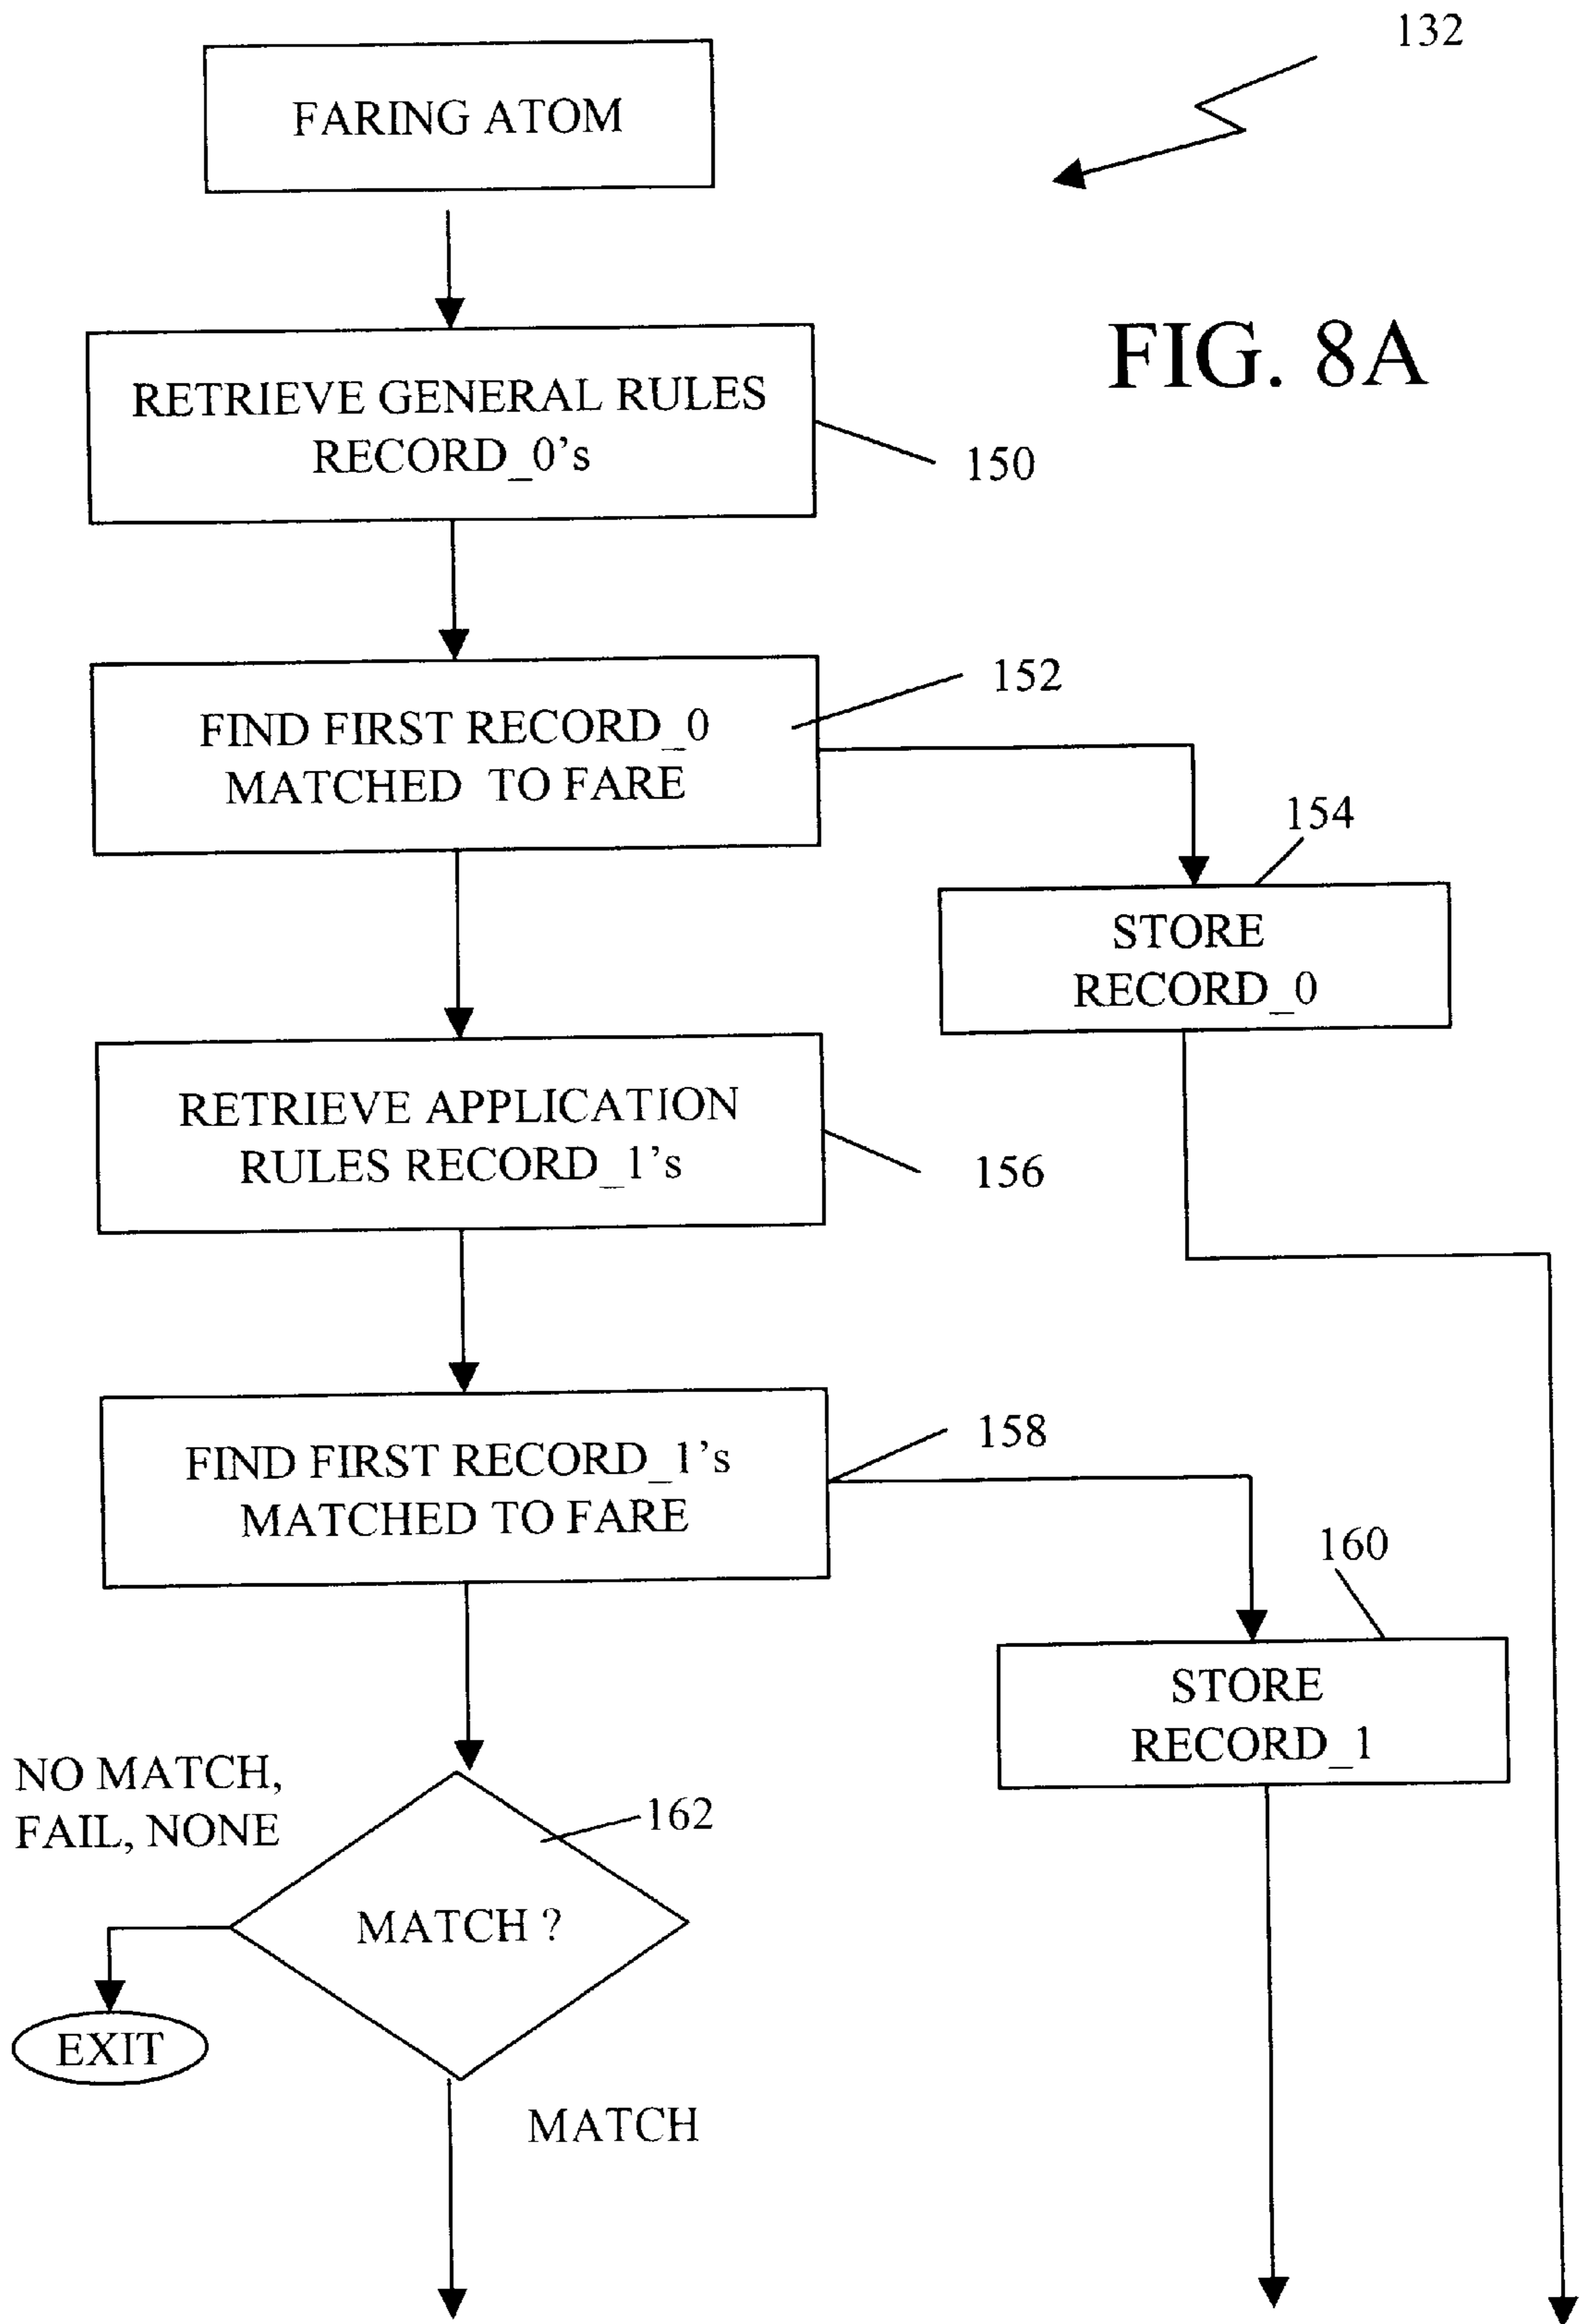 132
FARING ATOM
FIG. 8A
RETRIEVE GENERAL RULES
RECORD_0's
150
152
FIND FIRST RECORD_0
MATCHED TO FARE
154
STORE
RECORD_0
RETRIEVE APPLICATION
RULES RECORD_1's
156
158
FIND FIRST RECORD_1's
MATCHED TO FARE
160
STORE
RECORD_1
NO MATCH,
FAIL, NONE
162
MATCH ?
EXIT
MATCH